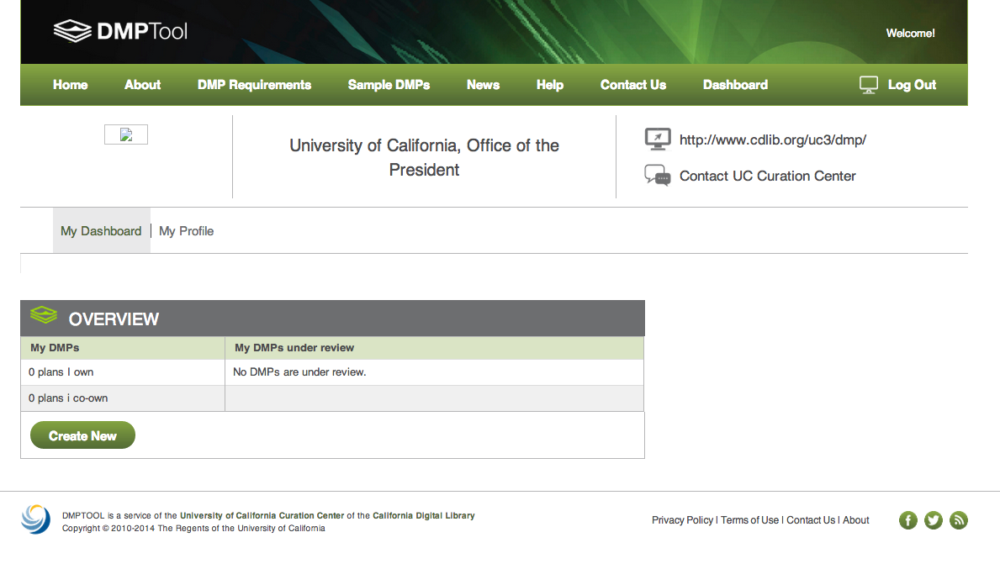 DMPTool
Welcome!
Home About DMP Requirements Sample DMPs News Help Contact Us Dashboard Log Out
University of California, Office of the
President
http://www.cdlib.org/uc3/dmp/
Contact UC Curation Center
My Dashboard | My Profile
OVERVIEW
My DMPs My DMPs under review
0 plans I own No DMPs are under review.
0 plans i co-own
Create New
DMPTOOL is a service of the University of California Curation Center of the California Digital Library
Copyright © 2010-2014 The Regents of the University of California
Privacy Policy | Terms of Use | Contact Us | About